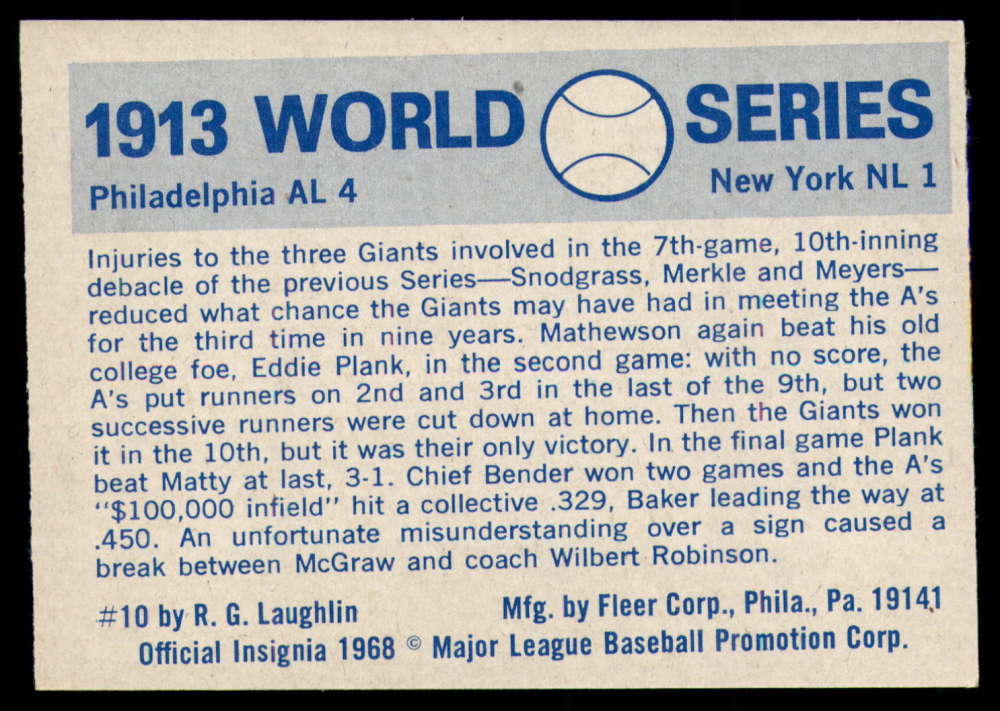 1913 WORLD SERIES
Philadelphia AL 4 New York NL 1
Injuries to the three Giants involved in the 7th-game, 10th-inning
debacle of the previous Series—Snodgrass, Merkle and Meyers—
reduced what chance the Giants may have had in meeting the A's
for the third time in nine years. Mathewson again beat his old
college foe, Eddie Plank, in the second game: with no score, the
A's put runners on 2nd and 3rd in the last of the 9th, but two
successive runners were cut down at home. Then the Giants won
it in the 10th, but it was their only victory. In the final game Plank
beat Matty at last, 3-1. Chief Bender won two games and the A's
"$100,000 infield" hit a collective .329, Baker leading the way at
.450. An unfortunate misunderstanding over a sign caused a
break between McGraw and coach Wilbert Robinson.
#10 by R. G. Laughlin Mfg. by Fleer Corp., Phila., Pa. 19141
Official Insignia 1968 © Major League Baseball Promotion Corp.